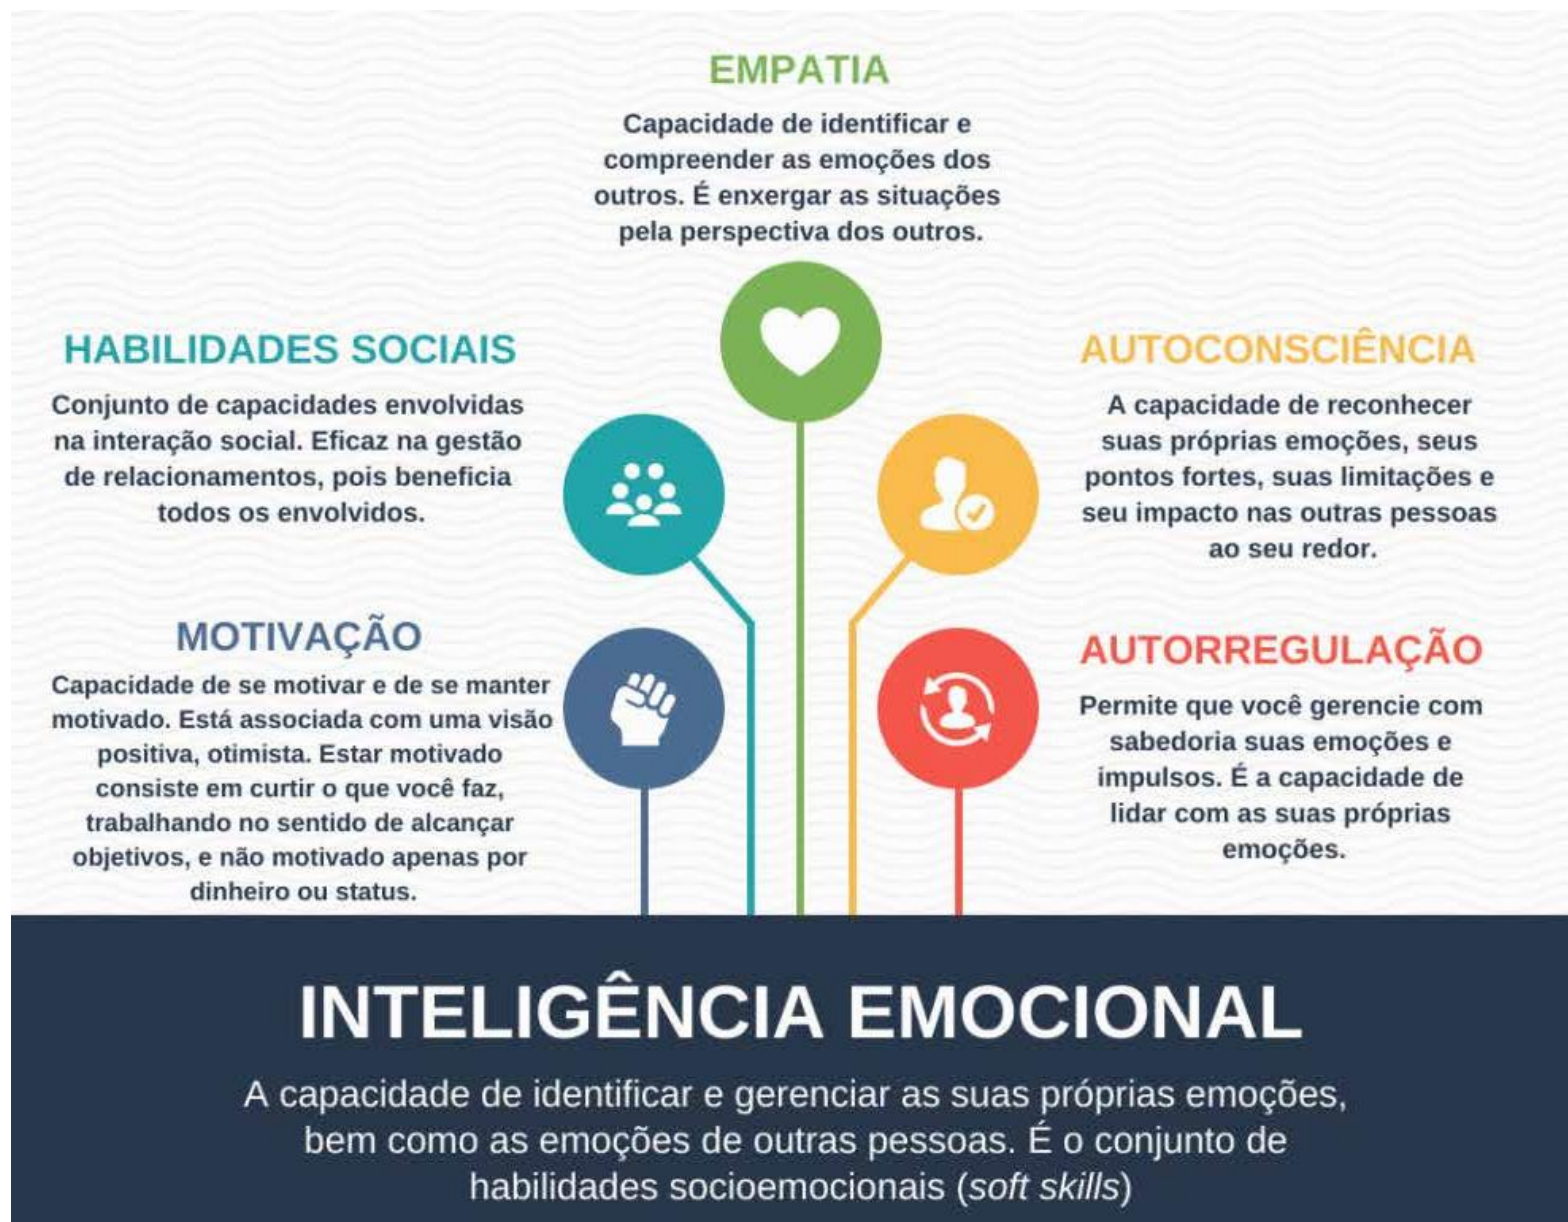 EMPATIA
Capacidade de identificar e
compreender as emoções dos
outros. É enxergar as situações
pela perspectiva dos outros.
HABILIDADES SOCIAIS
Conjunto de capacidades envolvidas
na interação social. Eficaz na gestão
de relacionamentos, pois beneficia
todos os envolvidos.
AUTOCONSCIÊNCIA
A capacidade de reconhecer
suas próprias emoções, seus
pontos fortes, suas limitações e
seu impacto nas outras pessoas
ao seu redor.
MOTIVAÇÃO
Capacidade de se motivar e de se manter
motivado. Está associada com uma visão
positiva, otimista. Estar motivado
consiste em curtir o que você faz,
trabalhando no sentido de alcançar
objetivos, e não motivado apenas por
dinheiro ou status.
AUTORREGULAÇÃO
Permite que você gerencie com
sabedoria suas emoções e
impulsos. É a capacidade de
lidar com as suas próprias
emoções.
INTELIGÊNCIA EMOCIONAL
A capacidade de identificar e gerenciar as suas próprias emoções,
bem como as emoções de outras pessoas. É o conjunto de
habilidades socioemocionais (soft skills)